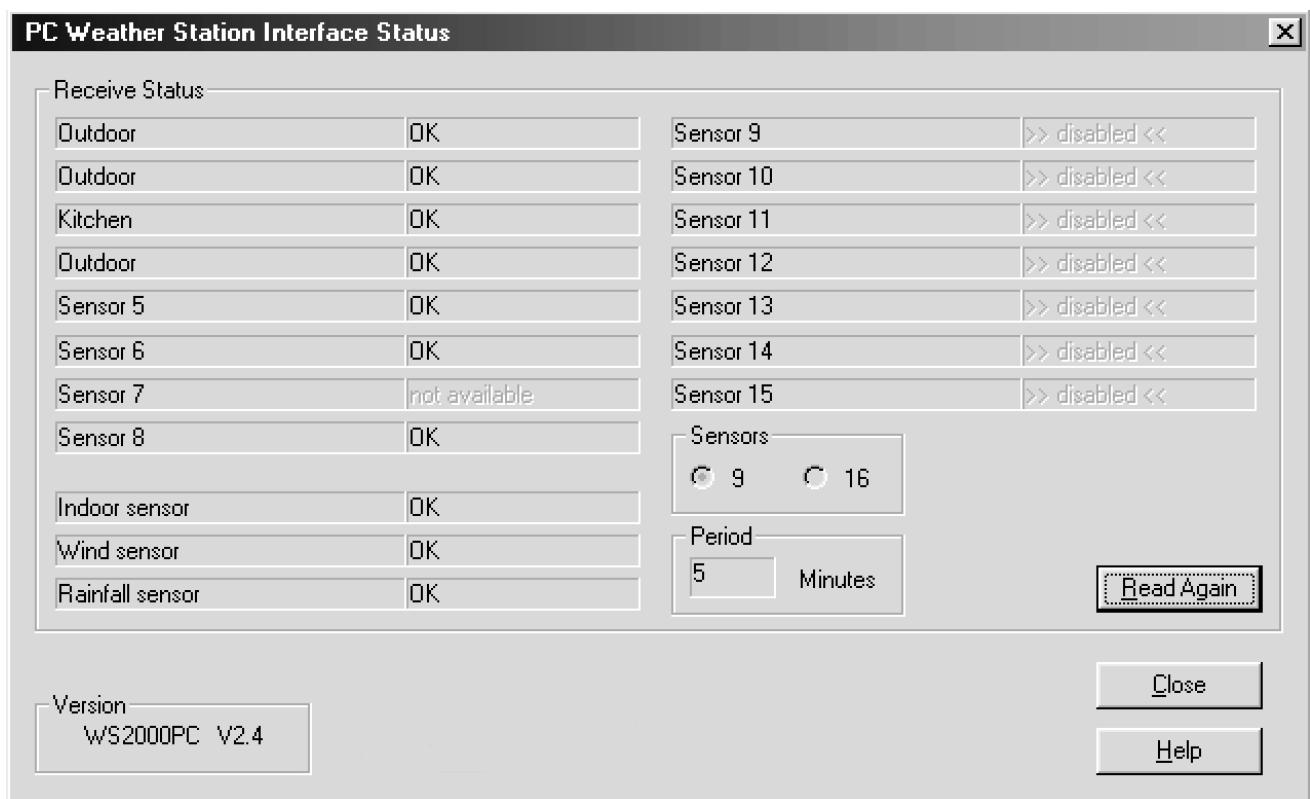 PC Weather Station Interface Status
Receive Status
Outdoor OK
Outdoor OK
Kitchen OK
Outdoor OK
Sensor 5 OK
Sensor 6 OK
Sensor 7 not available
Sensor 8 OK
Indoor sensor OK
Wind sensor OK
Rainfall sensor OK
Sensor 9 >> disabled <<
Sensor 10 >> disabled <<
Sensor 11 >> disabled <<
Sensor 12 >> disabled <<
Sensor 13 >> disabled <<
Sensor 14 >> disabled <<
Sensor 15 >> disabled <<
Sensors
9 16
Period
5 Minutes
Read Again
Version
WS2000PC V2.4
Close
Help